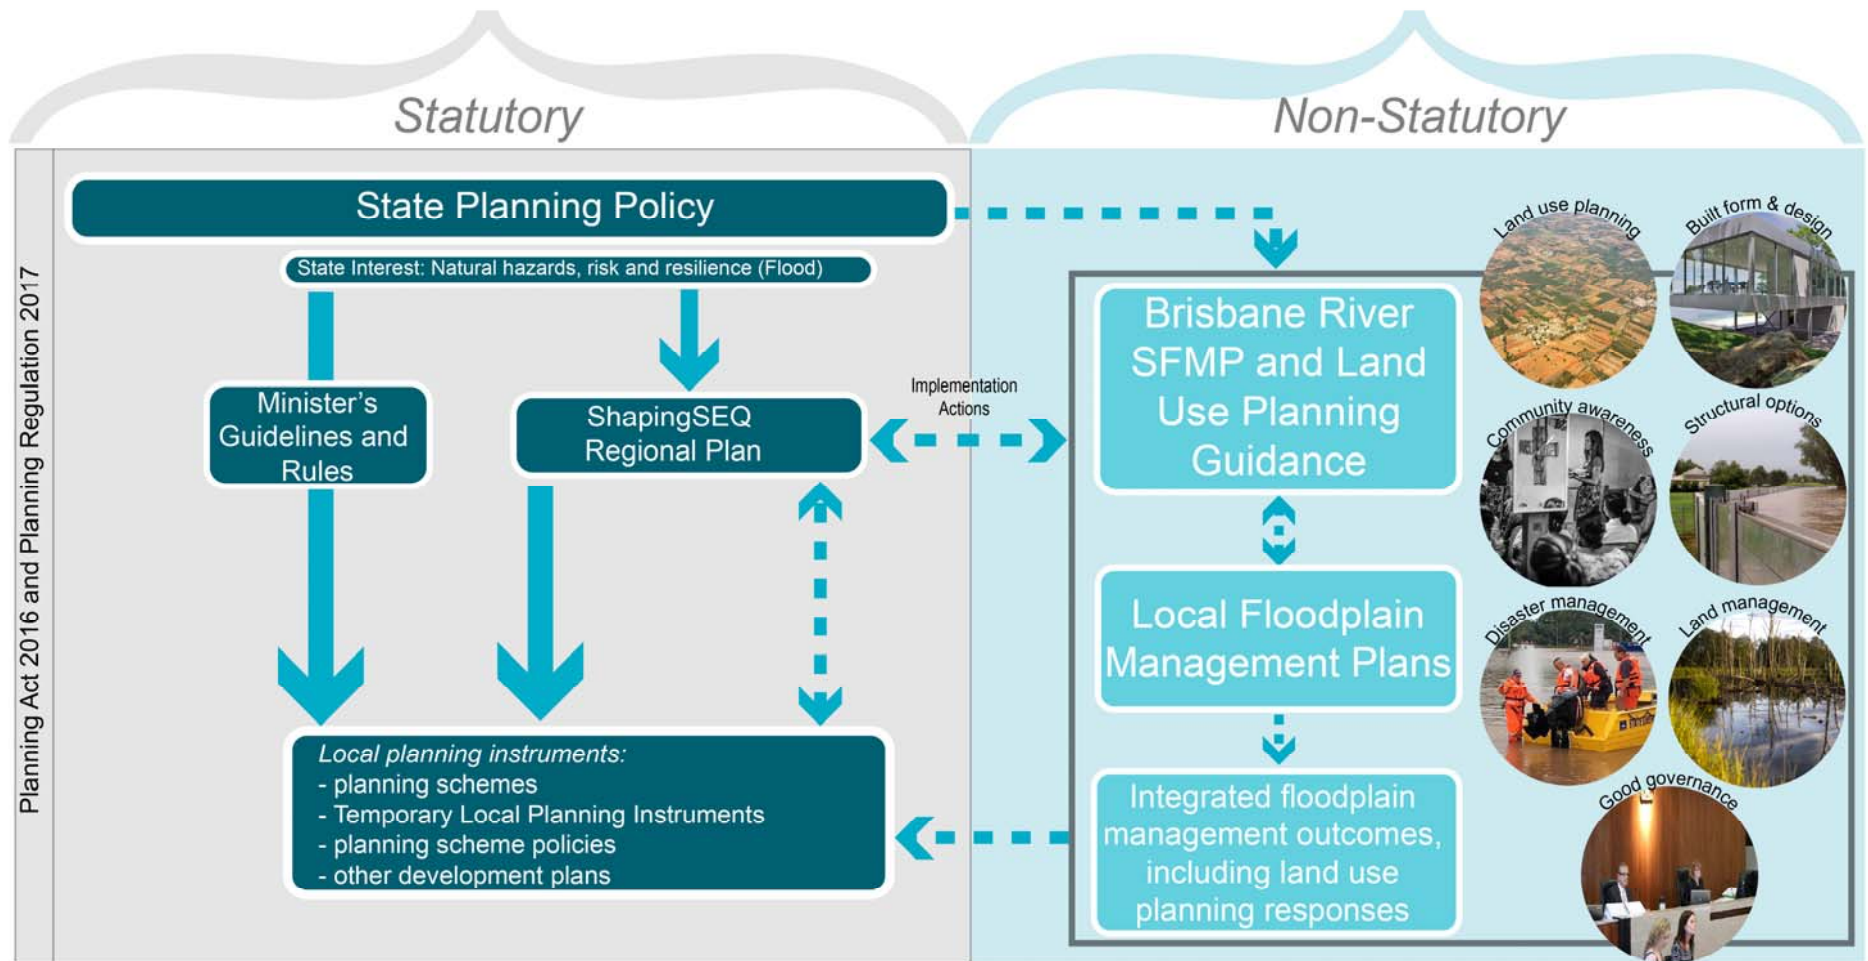 Statutory
Non-Statutory
Planning Act 2016 and Planning Regulation 2017
State Planning Policy
State Interest: Natural hazards, risk and resilience (Flood)
Minister's
Guidelines and
Rules
ShapingSEQ
Regional Plan
Implementation
Actions
Local planning instruments:
- planning schemes
- Temporary Local Planning Instruments
- planning scheme policies
- other development plans
Brisbane River
SFMP and Land
Use Planning
Guidance
Local Floodplain
Management Plans
Integrated floodplain
management outcomes,
including land use
planning responses
Land use planning
Built form & design
Community awareness
Structural options
Disaster management
Land management
Good governance